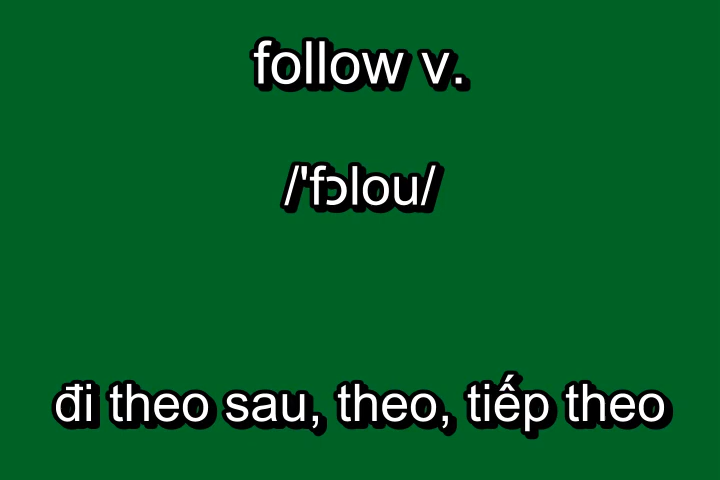 follow v.
/'fɔlou/
đi theo sau, theo, tiếp theo